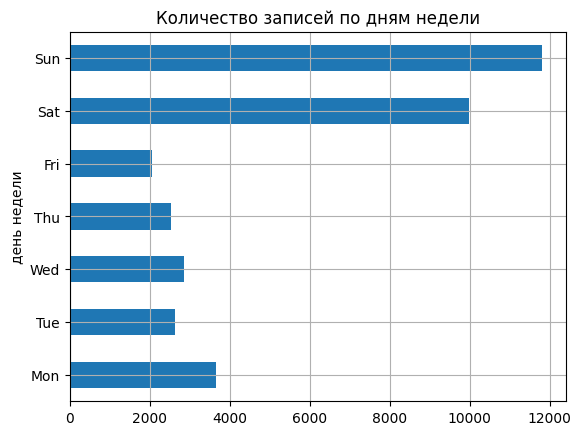 Количество записей по дням недели
день недели
Sun
Sat
Fri
Thu
Wed
Tue
Mon
0 2000 4000 6000 8000 10000 12000